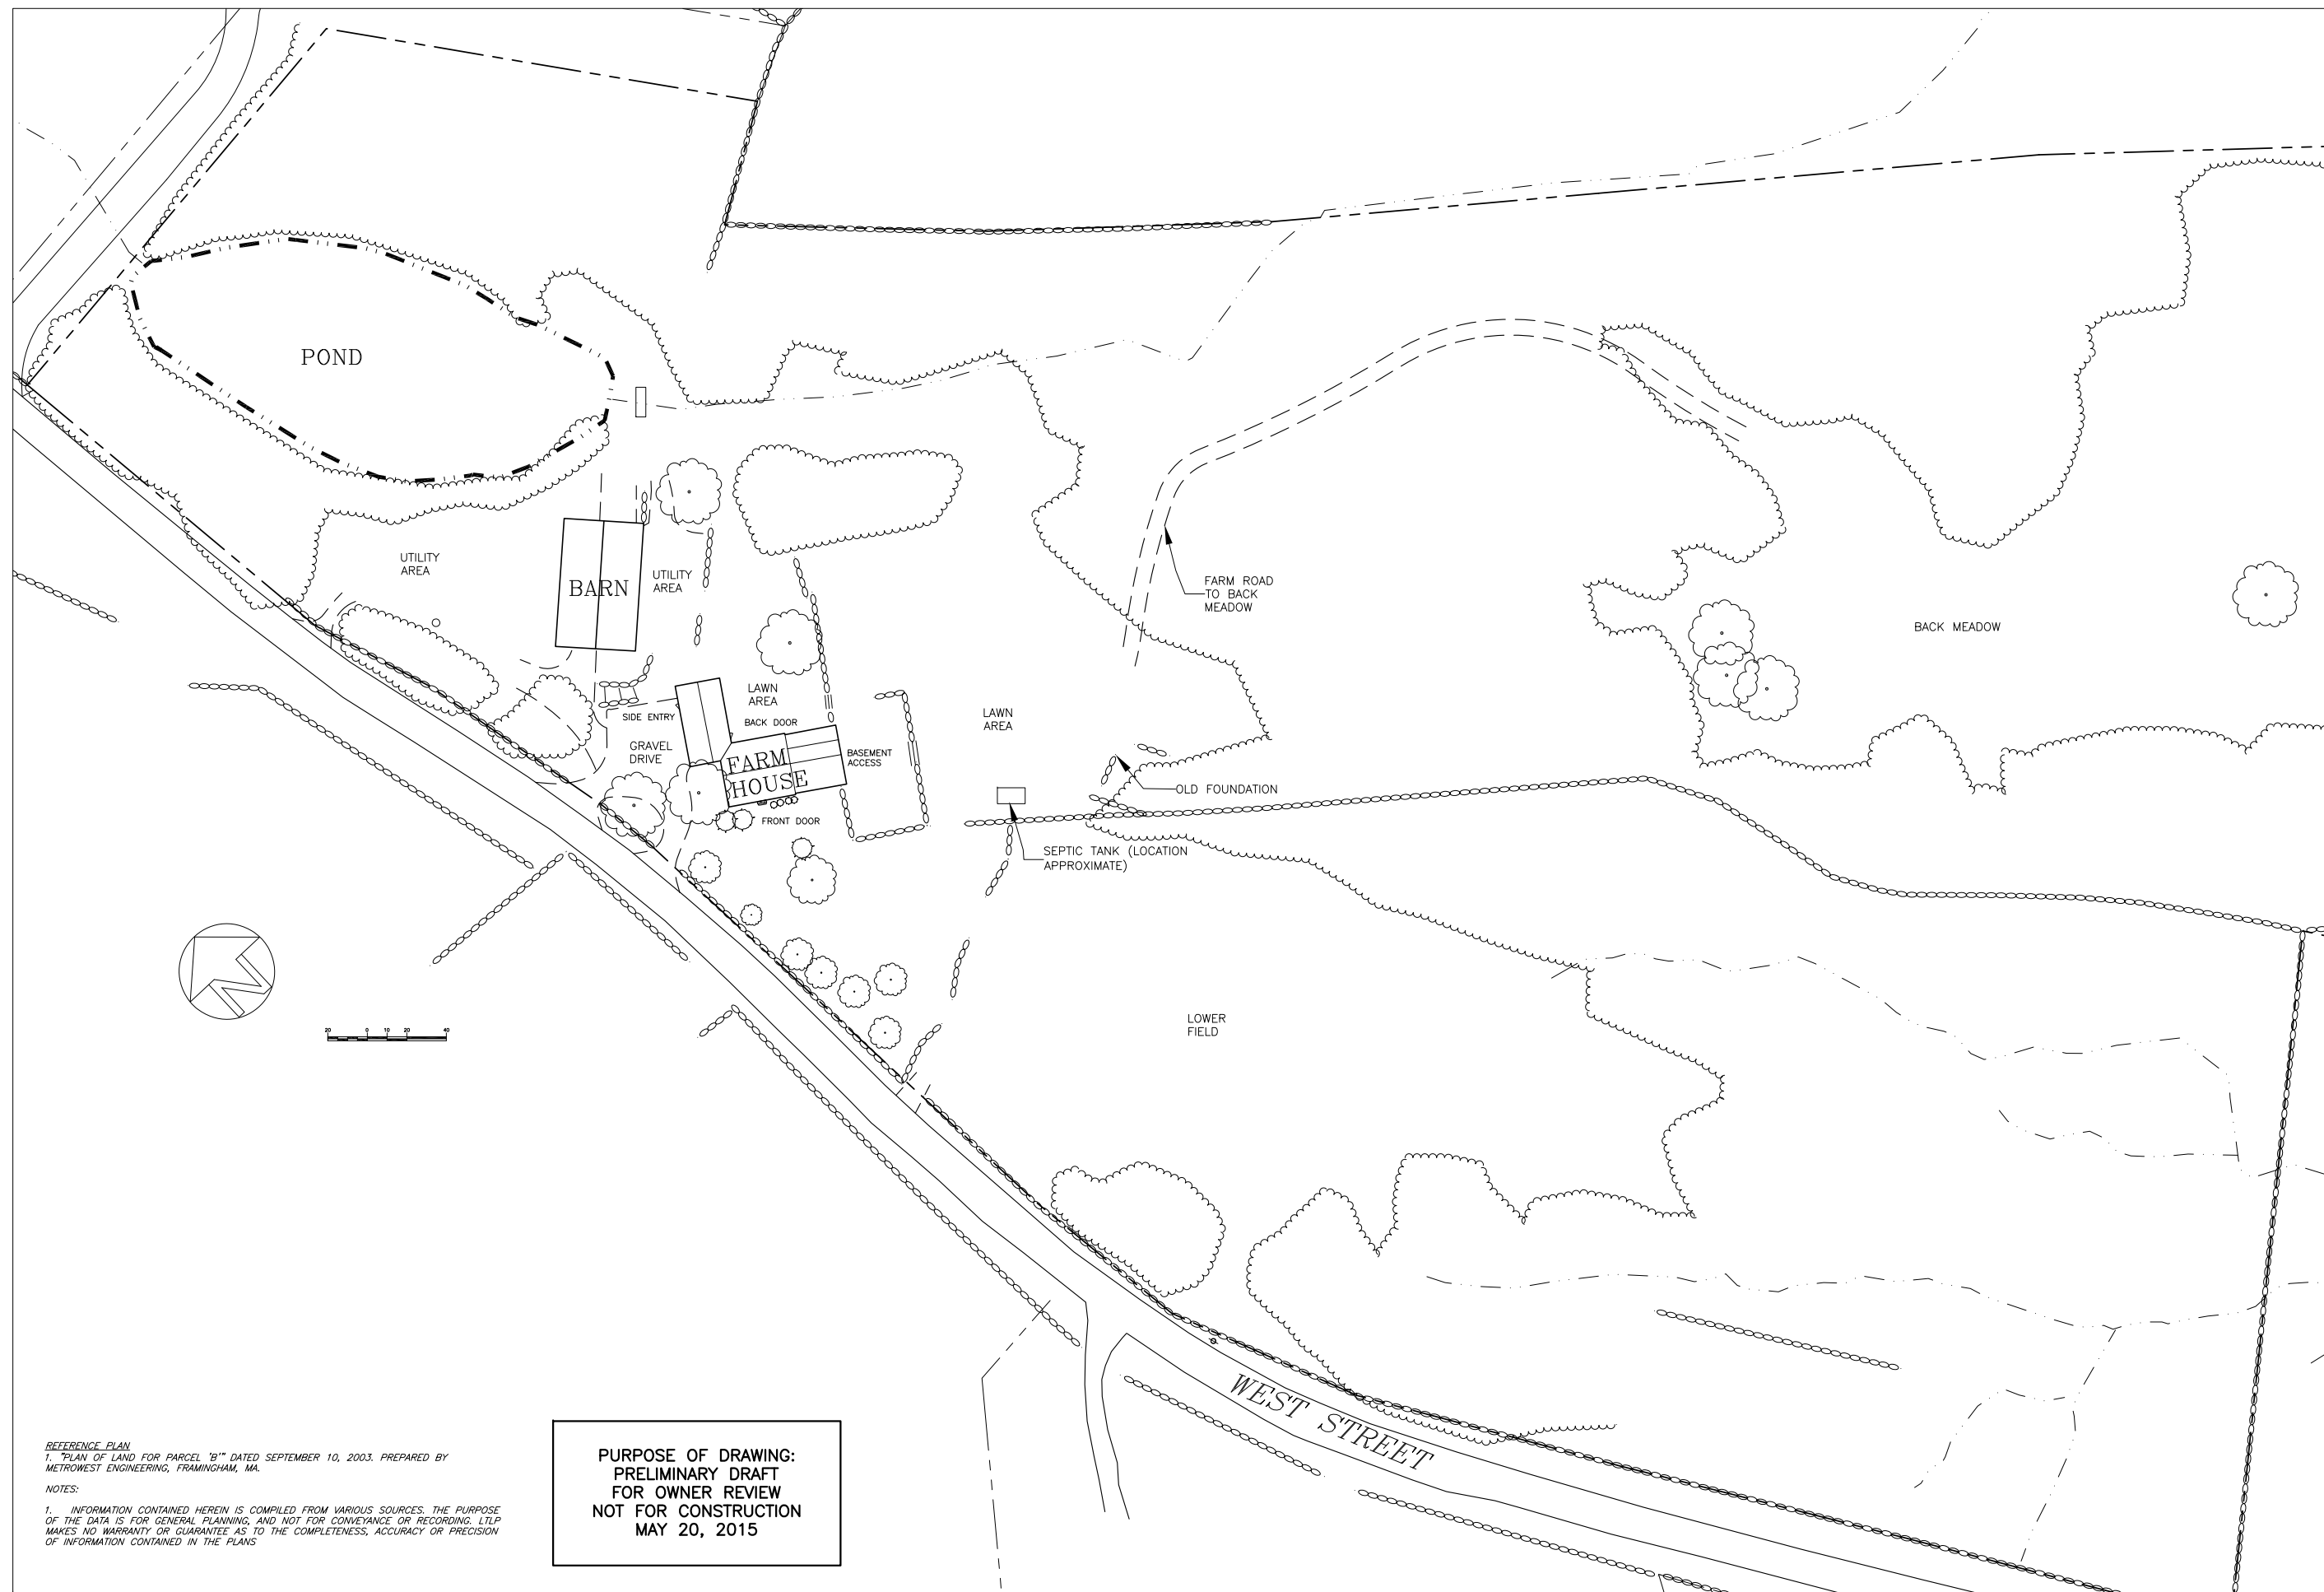 POND
UTILITY
AREA
BARN
UTILITY
AREA
FARM ROAD
TO BACK
MEADOW
BACK MEADOW
LAWN
AREA
SIDE ENTRY
BACK DOOR
LAWN
AREA
GRAVEL
DRIVE
FARM
HOUSE
BASEMENT
ACCESS
OLD FOUNDATION
FRONT DOOR
SEPTIC TANK (LOCATION
APPROXIMATE)
N
LOWER
FIELD
20 0 10 20 40
WEST STREET
REFERENCE PLAN
1. "PLAN OF LAND FOR PARCEL 'B'" DATED SEPTEMBER 10, 2003. PREPARED BY
METROWEST ENGINEERING, FRAMINGHAM, MA.
NOTES:
1. INFORMATION CONTAINED HEREIN IS COMPILED FROM VARIOUS SOURCES. THE PURPOSE
OF THE DATA IS FOR GENERAL PLANNING, AND NOT FOR CONVEYANCE OR RECORDING. LTLP
MAKES NO WARRANTY OR GUARANTEE AS TO THE COMPLETENESS, ACCURACY OR PRECISION
OF INFORMATION CONTAINED IN THE PLANS
PURPOSE OF DRAWING:
PRELIMINARY DRAFT
FOR OWNER REVIEW
NOT FOR CONSTRUCTION
MAY 20, 2015